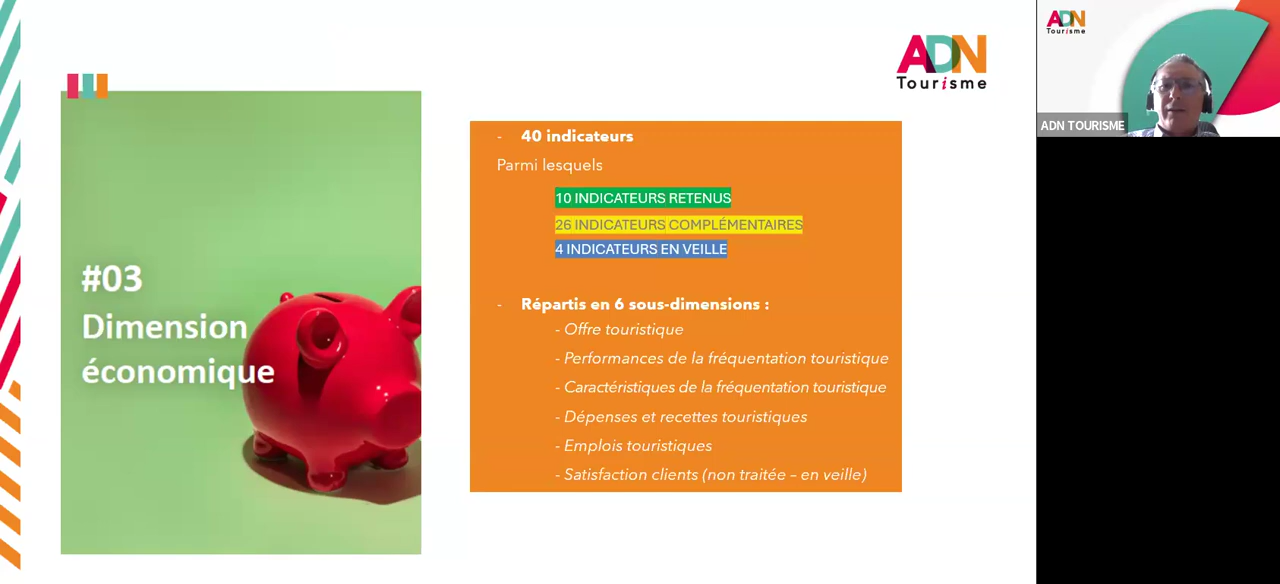 ADN
Tourisme
- 40 indicateurs
Parmi lesquels
10 INDICATEURS RETENUS
26 INDICATEURS COMPLÉMENTAIRES
4 INDICATEURS EN VEILLE
- Répartis en 6 sous-dimensions :
- Offre touristique
- Performances de la fréquentation touristique
- Caractéristiques de la fréquentation touristique
- Dépenses et recettes touristiques
- Emplois touristiques
- Satisfaction clients (non traitée – en veille)
#03
Dimension
économique
ADN
Tourisme
ADN TOURISME